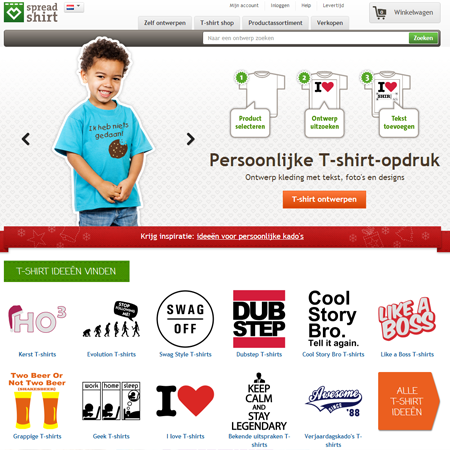 spread
shirt
Mijn account Inloggen Help Levertijd
0 Winkelwagen
Zelf ontwerpen T-shirt shop Productassortiment Verkopen
Naar een ontwerp zoeken Zoeken
1 2 3
I ♥ I ♥
SHIR
Product
selecteren
Ontwerp
uitzoeken
Tekst
toevoegen
Ik heb niets
gedaan!
Persoonlijke T-shirt-opdruk
Ontwerp kleding met tekst, foto's en designs
T-shirt ontwerpen
Krijg inspiratie: ideeën voor persoonlijke kado's
T-SHIRT IDEEËN VINDEN
HO3
STOP
FOLLOWING
ME!
SWAG
OFF
DUB
STEP
Cool
Story
Bro.
Tell it again.
LIKE A
BOSS
Kerst T-shirts Evolution T-shirts Swag Style T-shirts Dubstep T-shirts Cool Story Bro T-shirts Like a Boss T-shirts
Two Beer
Or Not
Two Beer
work home sleep
I ♥
KEEP
CALM
AND
STAY
LEGENDARY
Awesome
SINCE
'88
ALLE
T-SHIRT
IDEEËN
Grappige T-shirts Geek T-shirts I love T-shirts Bekende uitspraken T-
shirts
Verjaardagskado's T-
shirts